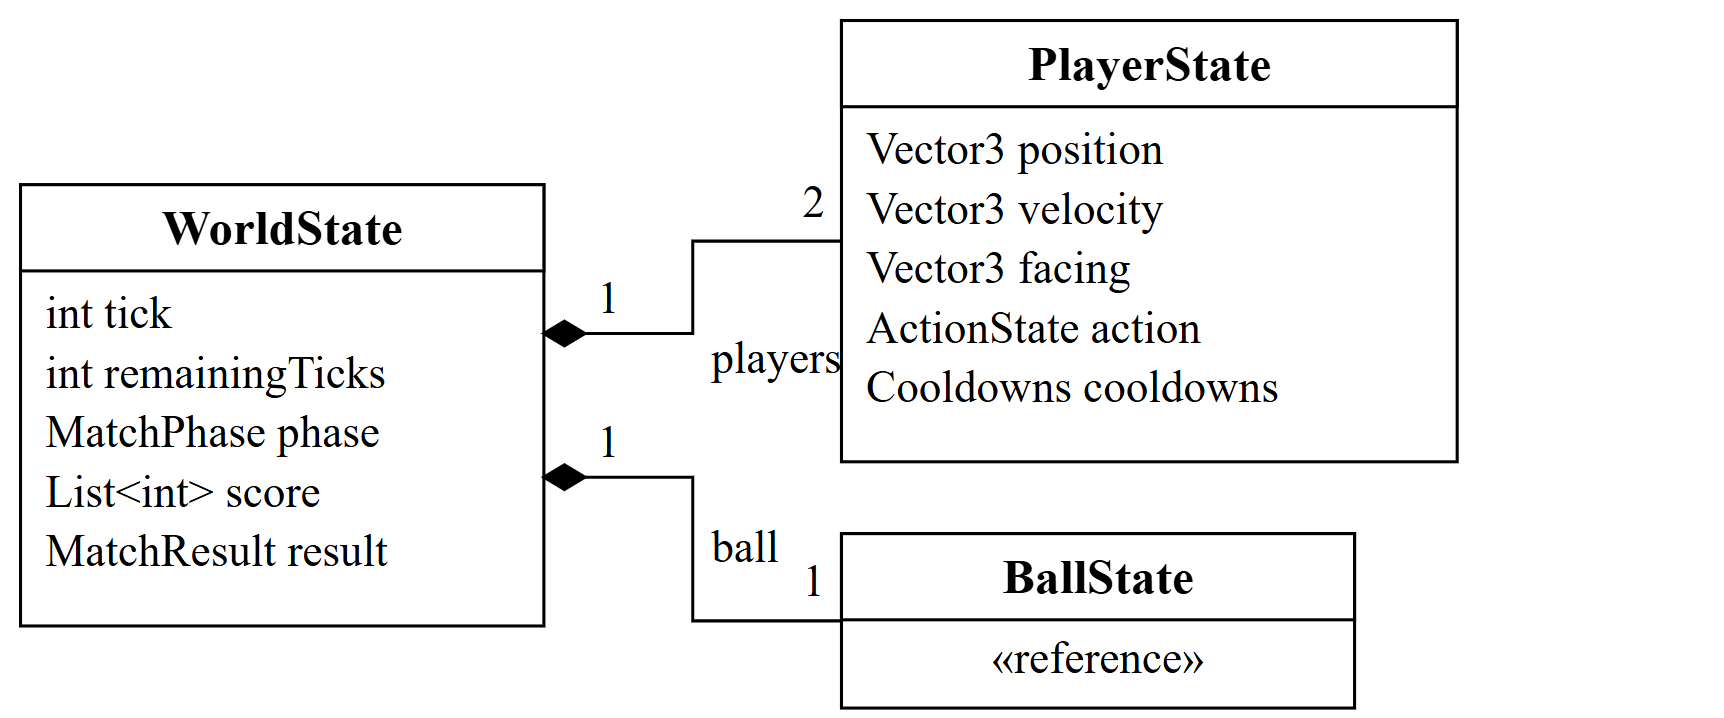 WorldState
int tick
int remainingTicks
MatchPhase phase
List<int> score
MatchResult result
1
2
players
1
ball
1
PlayerState
Vector3 position
Vector3 velocity
Vector3 facing
ActionState action
Cooldowns cooldowns
BallState
«reference»